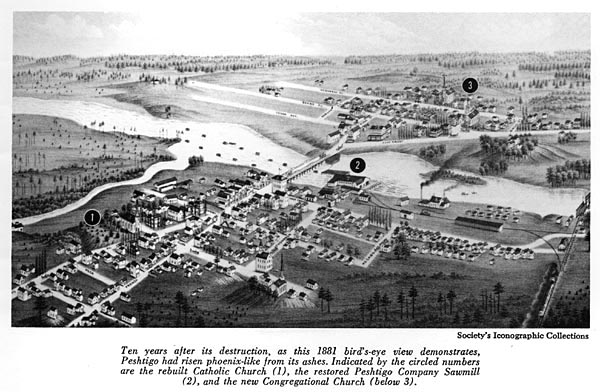 3
2
1
Society's Iconographic Collections
Ten years after its destruction, as this 1881 bird's-eye view demonstrates,
Peshtigo had risen phoenix-like from its ashes. Indicated by the circled numbers
are the rebuilt Catholic Church (1), the restored Peshtigo Company Sawmill
(2), and the new Congregational Church (below 3).